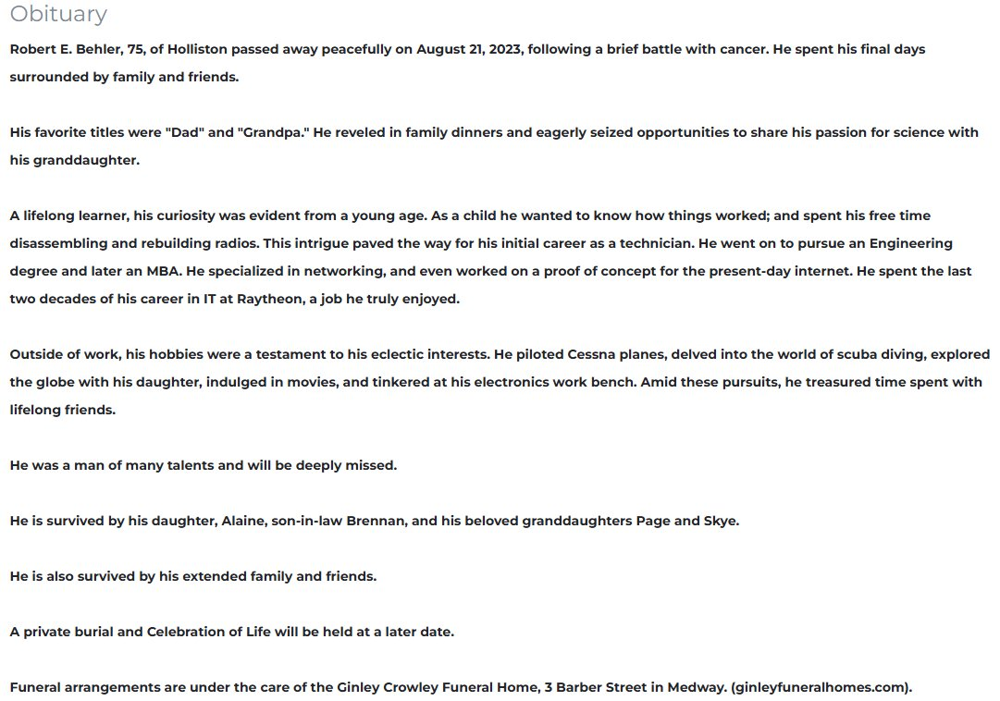 Obituary
Robert E. Behler, 75, of Holliston passed away peacefully on August 21, 2023, following a brief battle with cancer. He spent his final days
surrounded by family and friends.
His favorite titles were "Dad" and "Grandpa." He reveled in family dinners and eagerly seized opportunities to share his passion for science with
his granddaughter.
A lifelong learner, his curiosity was evident from a young age. As a child he wanted to know how things worked; and spent his free time
disassembling and rebuilding radios. This intrigue paved the way for his initial career as a technician. He went on to pursue an Engineering
degree and later an MBA. He specialized in networking, and even worked on a proof of concept for the present-day internet. He spent the last
two decades of his career in IT at Raytheon, a job he truly enjoyed.
Outside of work, his hobbies were a testament to his eclectic interests. He piloted Cessna planes, delved into the world of scuba diving, explored
the globe with his daughter, indulged in movies, and tinkered at his electronics work bench. Amid these pursuits, he treasured time spent with
lifelong friends.
He was a man of many talents and will be deeply missed.
He is survived by his daughter, Alaine, son-in-law Brennan, and his beloved granddaughters Page and Skye.
He is also survived by his extended family and friends.
A private burial and Celebration of Life will be held at a later date.
Funeral arrangements are under the care of the Ginley Crowley Funeral Home, 3 Barber Street in Medway. (ginleyfuneralhomes.com).